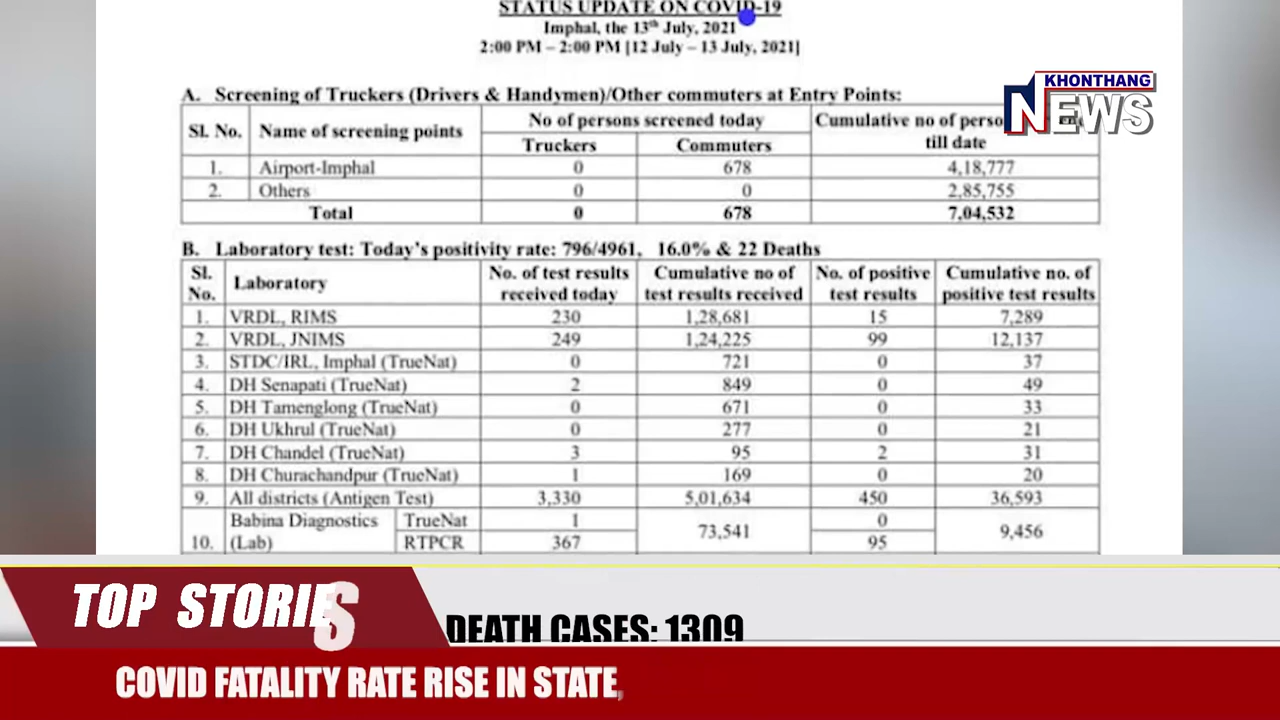 STATUS UPDATE ON COVID-19
Imphal, the 13th July, 2021
2:00 PM – 2:00 PM [12 July – 13 July, 2021]
KHONTHANG
NEWS
A. Screening of Truckers (Drivers & Handymen)/Other commuters at Entry Points:
Sl. No. Name of screening points No of persons screened today Cumulative no of till date
Truckers Commuters
1. Airport-Imphal 0 678 4,18,777
2. Others 0 0 2,85,755
Total 0 678 7,04,532
B. Laboratory test: Today's positivity rate: 796/4961, 16.0% & 22 Deaths
Sl. No. Laboratory No. of test results received today Cumulative no of test results received No. of positive test results Cumulative no. of positive test results
1. VRDL, RIMS 230 1,28,681 15 7,289
2. VRDL, JNIMS 249 1,24,225 99 12,137
3. STDC/IRL, Imphal (TrueNat) 0 721 0 37
4. DH Senapati (TrueNat) 2 849 0 49
5. DH Tamenglong (TrueNat) 0 671 0 33
6. DH Ukhrul (TrueNat) 0 277 0 21
7. DH Chandel (TrueNat) 3 95 2 31
8. DH Churachandpur (TrueNat) 1 169 0 20
9. All districts (Antigen Test) 3,330 5,01,634 450 36,593
10. Babina Diagnostics (Lab) TrueNat 1 73,541 0 9,456
RTPCR 367 95
TOP STORIES
DEATH CASES: 1309
COVID FATALITY RATE RISE IN STATE,